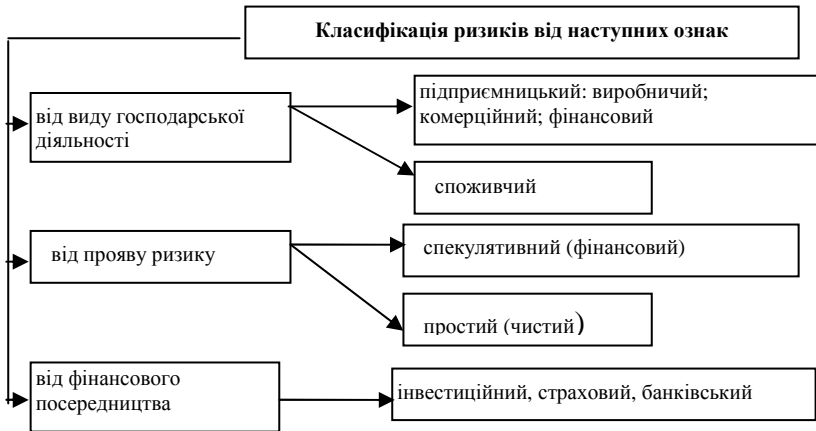 Класифікація ризиків від наступних ознак
від виду господарської
діяльності
підприємницький: виробничий;
комерційний; фінансовий
споживчий
від прояву ризику
спекулятивний (фінансовий)
простий (чистий)
від фінансового
посередництва
інвестиційний, страховий, банківський